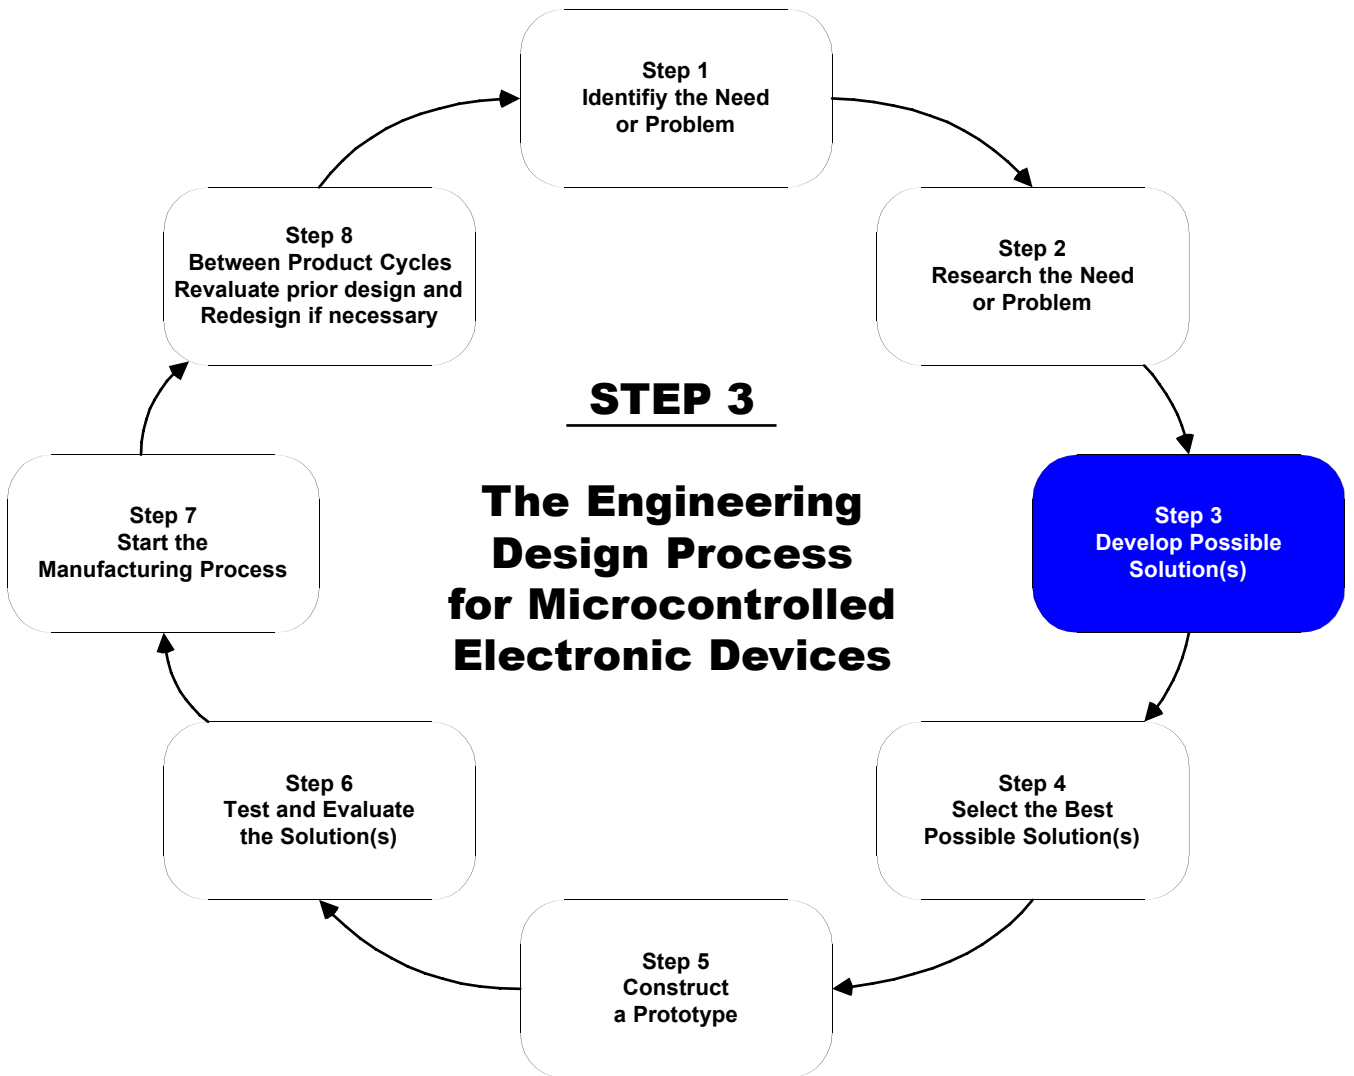 Step 1
Identifiy the Need
or Problem
Step 2
Research the Need
or Problem
Step 3
Develop Possible
Solution(s)
Step 4
Select the Best
Possible Solution(s)
Step 5
Construct
a Prototype
Step 6
Test and Evaluate
the Solution(s)
Step 7
Start the
Manufacturing Process
Step 8
Between Product Cycles
Revaluate prior design and
Redesign if necessary
STEP 3
The Engineering
Design Process
for Microcontrolled
Electronic Devices